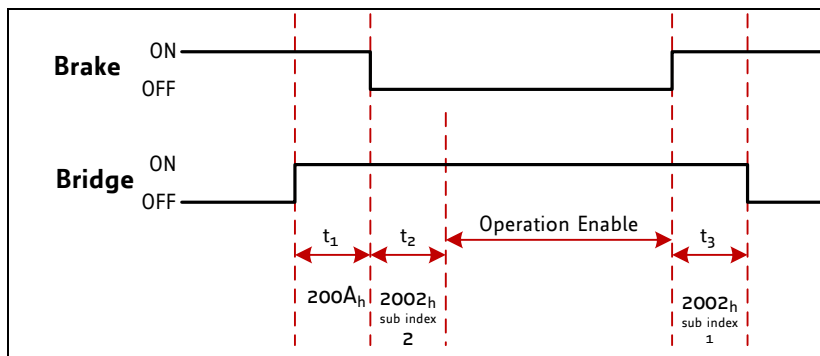 ON
Brake
OFF
ON
Bridge
OFF
t₁ t₂ Operation Enable t₃
200Aₕ 2002ₕ 2002ₕ
sub index sub index
2 1